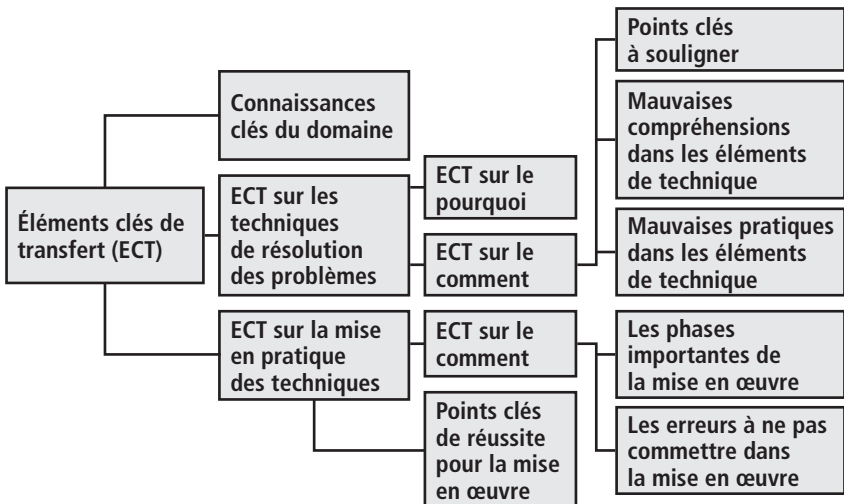 Éléments clés de
transfert (ECT)
Connaissances
clés du domaine
ECT sur les
techniques
de résolution
des problèmes
ECT sur la mise
en pratique
des techniques
ECT sur le
pourquoi
ECT sur le
comment
ECT sur le
comment
Points clés
de réussite
pour la mise
en œuvre
Points clés
à souligner
Mauvaises
compréhensions
dans les éléments
de technique
Mauvaises pratiques
dans les éléments
de technique
Les phases
importantes de
la mise en œuvre
Les erreurs à ne pas
commettre dans
la mise en œuvre